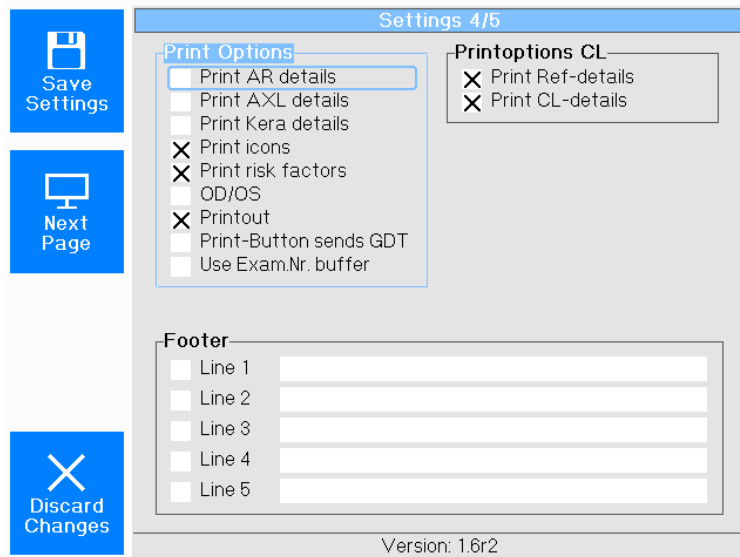 Settings 4/5
Save
Settings
Next
Page
Discard
Changes
Print Options
Print AR details
Print AXL details
Print Kera details
Print icons
Print risk factors
OD/OS
Printout
Print-Button sends GDT
Use Exam.Nr. buffer
Printoptions CL
Print Ref-details
Print CL-details
Footer
Line 1
Line 2
Line 3
Line 4
Line 5
Version: 1.6r2